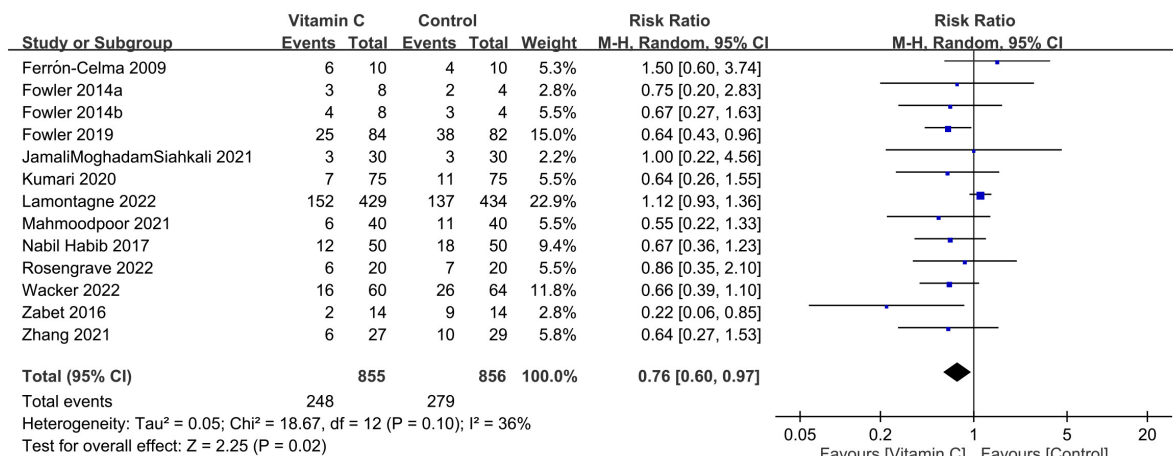 Vitamin C Control Risk Ratio Risk Ratio
Study or Subgroup Events Total Events Total Weight M-H, Random, 95% CI M-H, Random, 95% CI
Ferrón-Celma 2009 6 10 4 10 5.3% 1.50 [0.60, 3.74]
Fowler 2014a 3 8 2 4 2.8% 0.75 [0.20, 2.83]
Fowler 2014b 4 8 3 4 5.5% 0.67 [0.27, 1.63]
Fowler 2019 25 84 38 82 15.0% 0.64 [0.43, 0.96]
JamaliMoghadamSiahkali 2021 3 30 3 30 2.2% 1.00 [0.22, 4.56]
Kumari 2020 7 75 11 75 5.5% 0.64 [0.26, 1.55]
Lamontagne 2022 152 429 137 434 22.9% 1.12 [0.93, 1.36]
Mahmoodpoor 2021 6 40 11 40 5.5% 0.55 [0.22, 1.33]
Nabil Habib 2017 12 50 18 50 9.4% 0.67 [0.36, 1.23]
Rosengrave 2022 6 20 7 20 5.5% 0.86 [0.35, 2.10]
Wacker 2022 16 60 26 64 11.8% 0.66 [0.39, 1.10]
Zabet 2016 2 14 9 14 2.8% 0.22 [0.06, 0.85]
Zhang 2021 6 27 10 29 5.8% 0.64 [0.27, 1.53]
Total (95% CI) 855 856 100.0% 0.76 [0.60, 0.97]
Total events 248 279
Heterogeneity: Tau² = 0.05; Chi² = 18.67, df = 12 (P = 0.10); I² = 36%
Test for overall effect: Z = 2.25 (P = 0.02)
0.05 0.2 1 5 20
Favours [Vitamin C] Favours [Control]